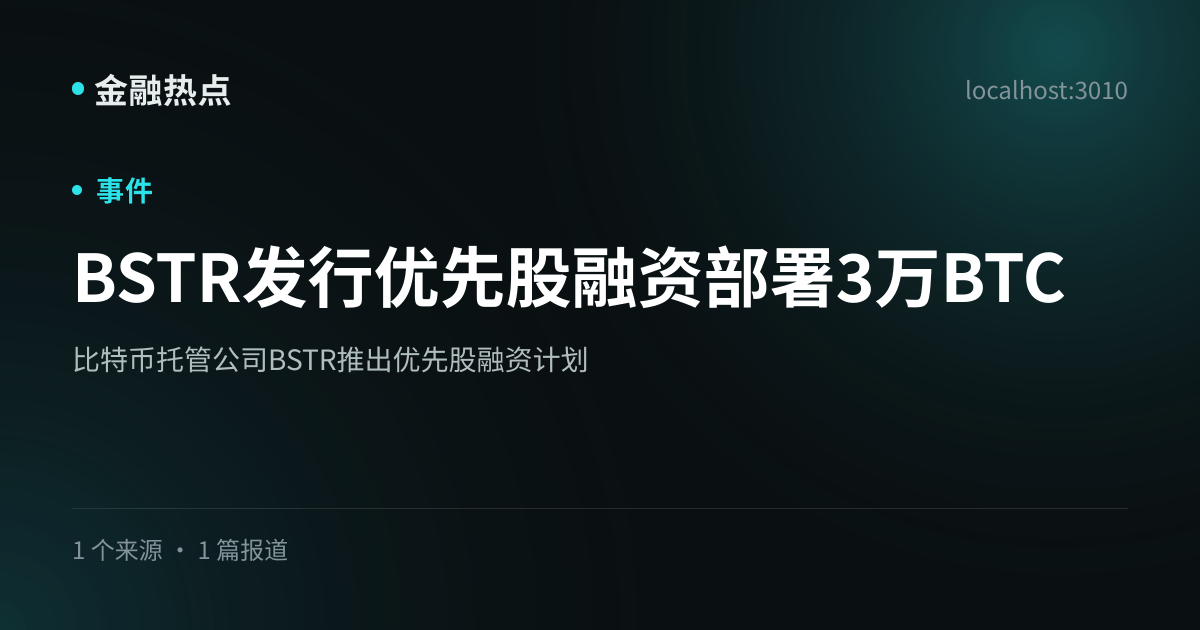 金融热点
localhost:3010
事件
BSTR发行优先股融资部署3万BTC
比特币托管公司BSTR推出优先股融资计划
1 个来源 · 1 篇报道